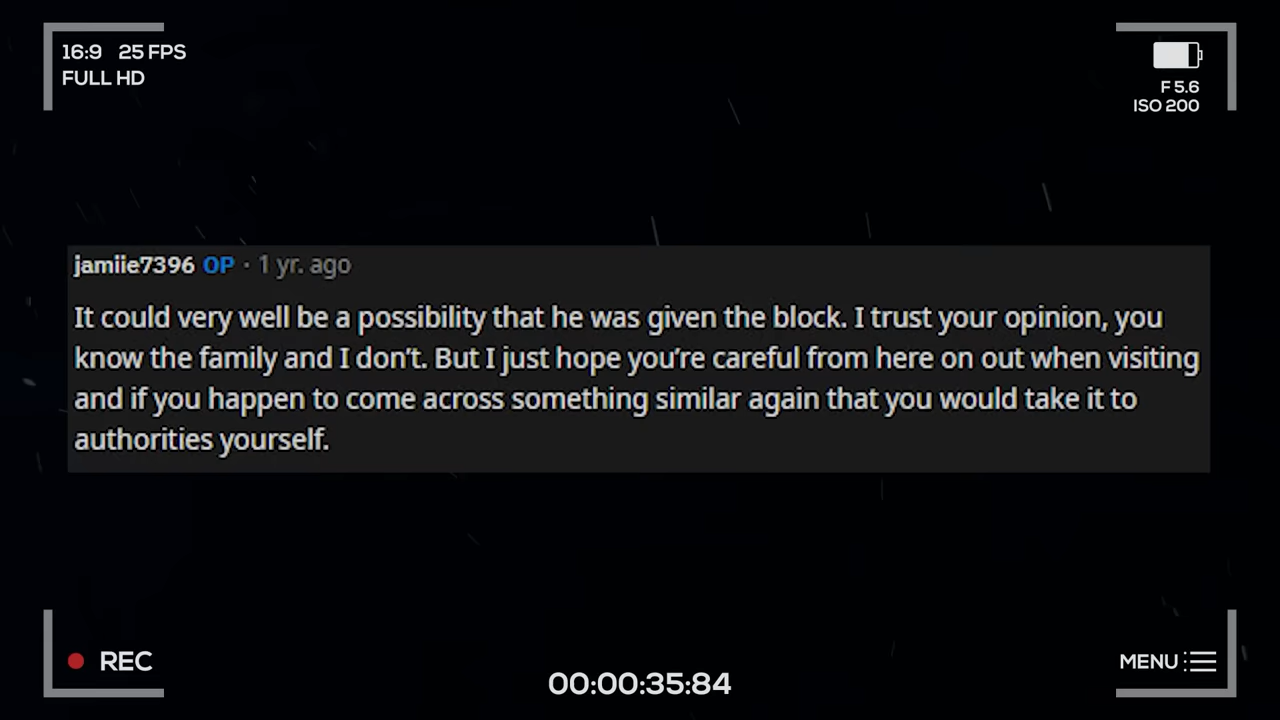 16:9 25 FPS
FULL HD
F 5.6
ISO 200
jamiie7396 OP · 1 yr. ago
It could very well be a possibility that he was given the block. I trust your opinion, you
know the family and I don't. But I just hope you're careful from here on out when visiting
and if you happen to come across something similar again that you would take it to
authorities yourself.
REC
00:00:35:84
MENU